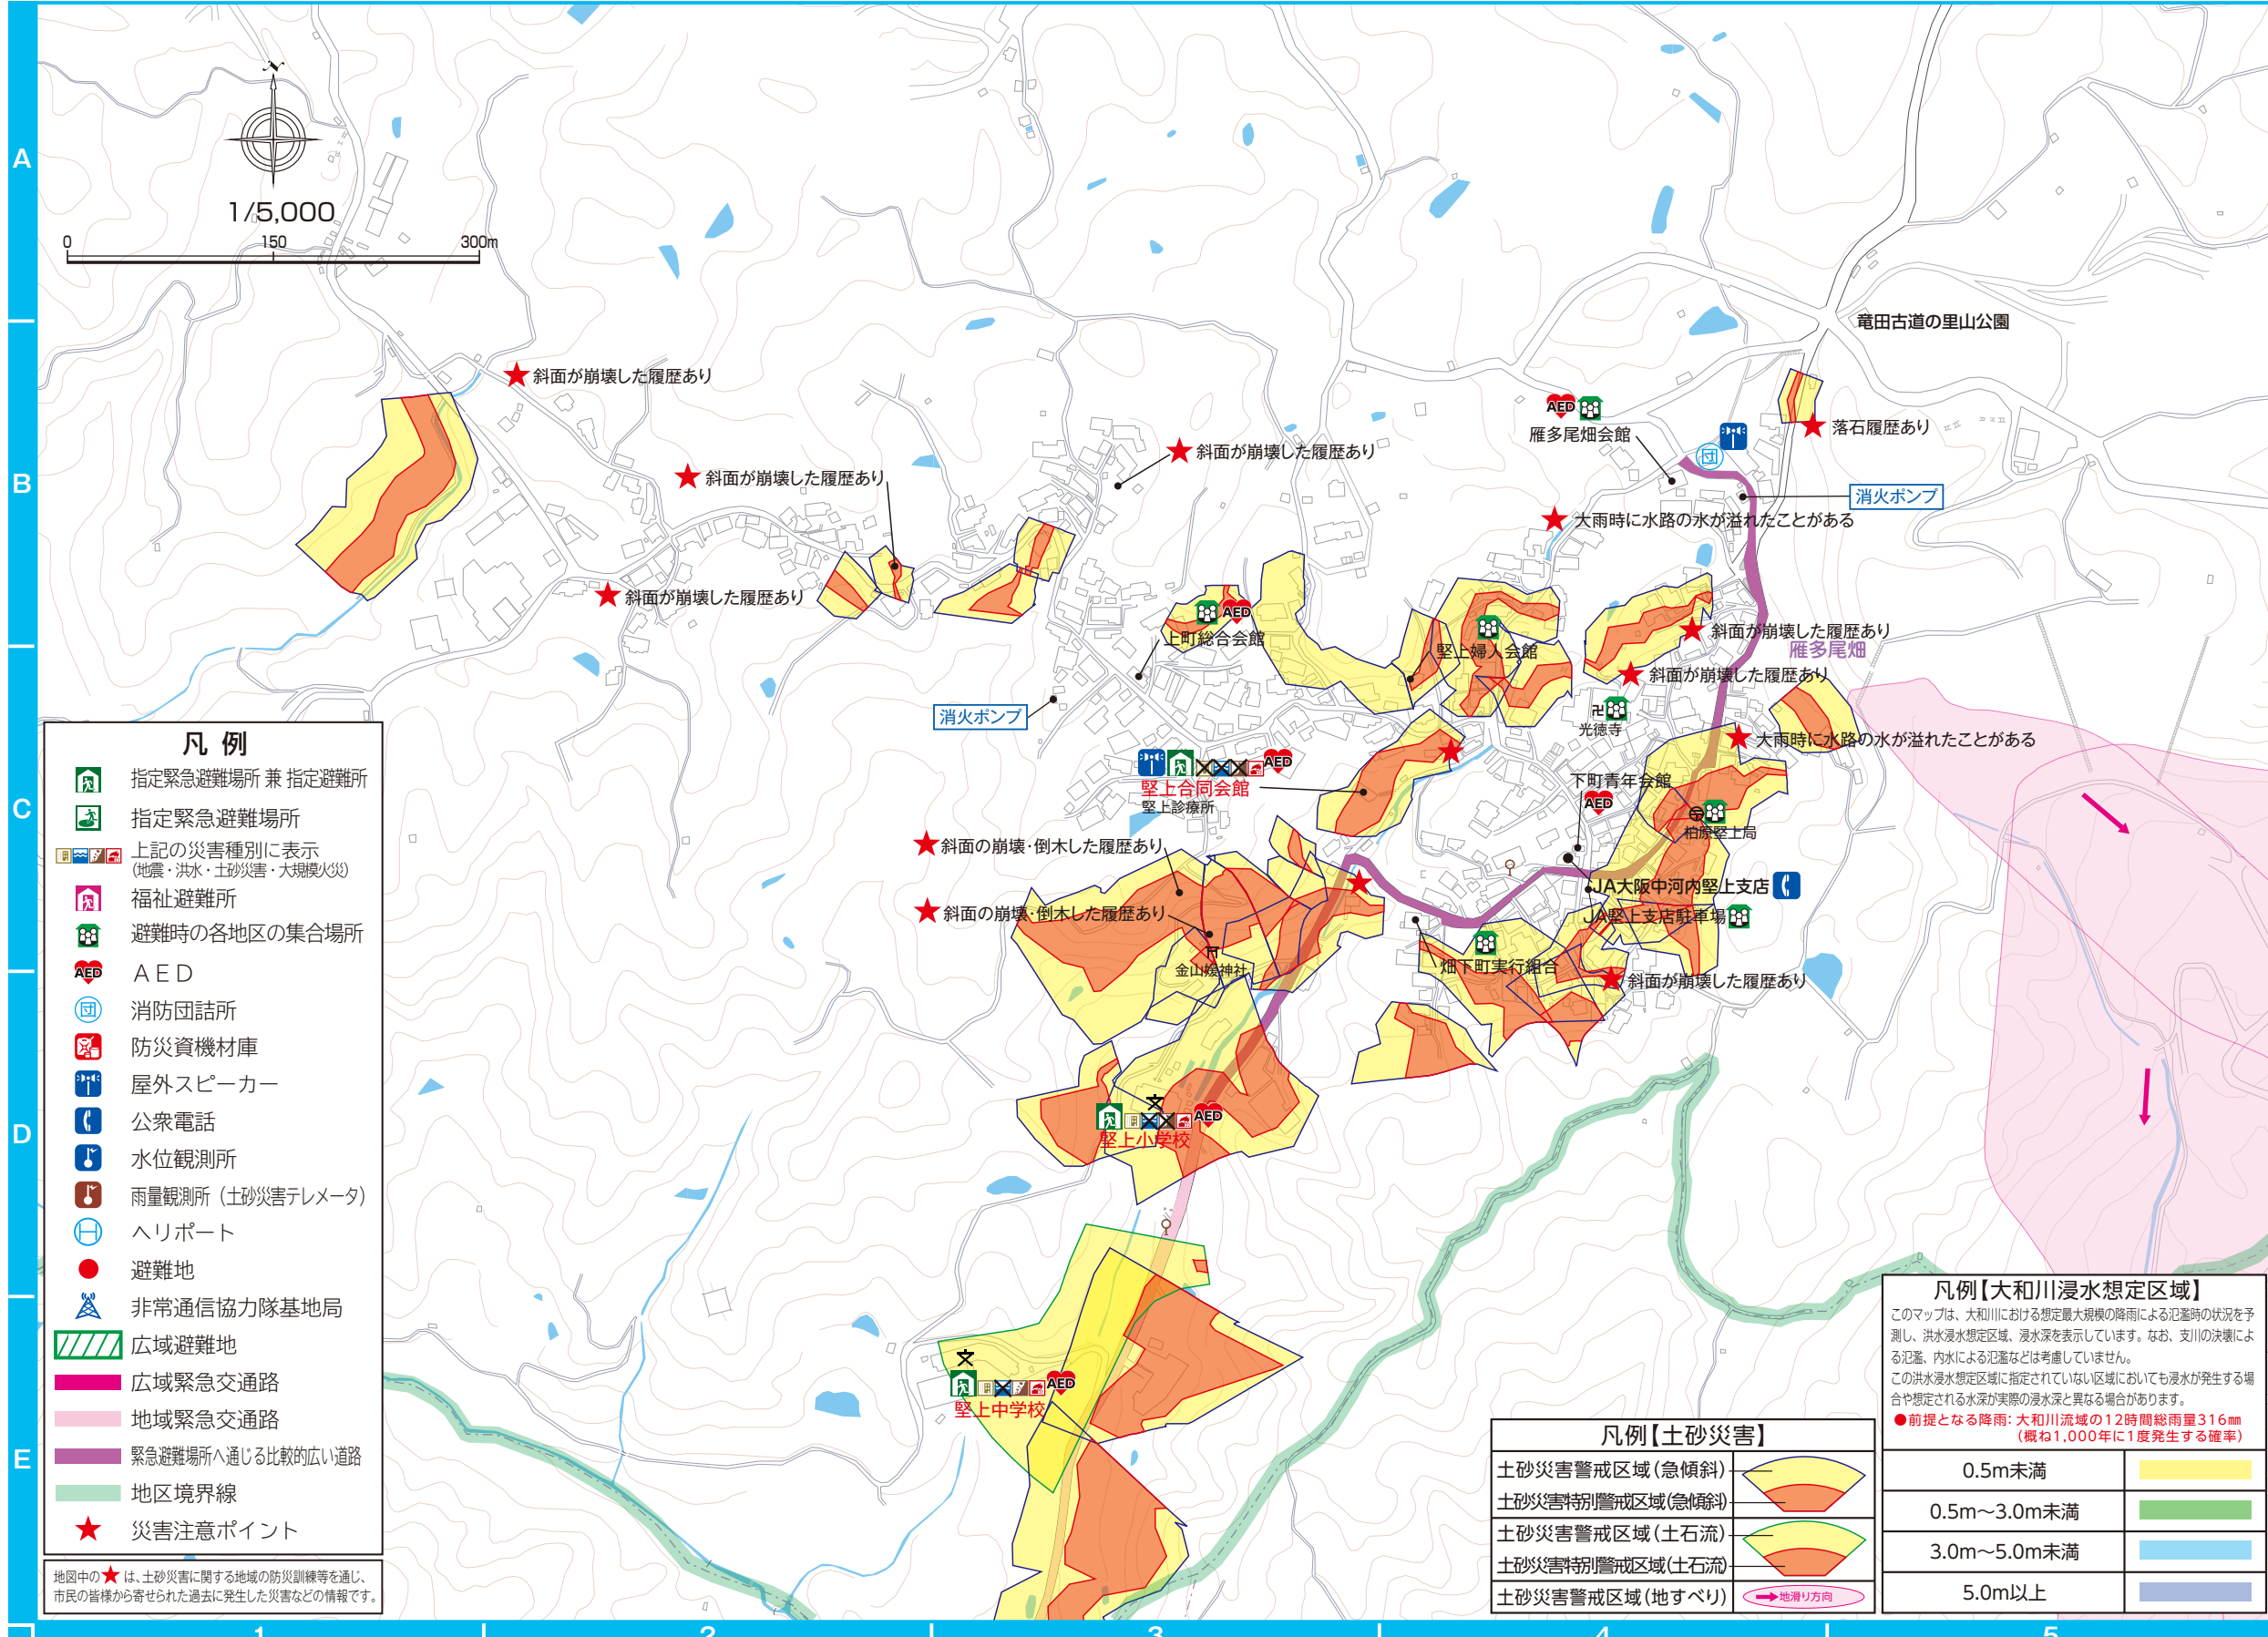 A
B
C
D
E
1
2
3
4
5
N
1/5,000
0 150 300m
竜田古道の里山公園
斜面が崩壊した履歴あり
斜面が崩壊した履歴あり
斜面が崩壊した履歴あり
斜面が崩壊した履歴あり
AED
雁多尾畑会館
団
落石履歴あり
消火ポンプ
大雨時に水路の水が溢れたことがある
AED
上町総合会館
堅上婦人会館
斜面が崩壊した履歴あり
雁多尾畑
斜面が崩壊した履歴あり
消火ポンプ
卍
光徳寺
大雨時に水路の水が溢れたことがある
AED
堅上合同会館
堅上診療所
下町青年会館
AED
柏原堅上局
斜面の崩壊・倒木した履歴あり
JA大阪中河内堅上支店
斜面の崩壊・倒木した履歴あり
JA堅上支店駐車場
金山媛神社
畑下町実行組合
斜面が崩壊した履歴あり
文
AED
堅上小学校
文
AED
堅上中学校
凡 例
指定緊急避難場所 兼 指定避難所
指定緊急避難場所
上記の災害種別に表示
(地震・洪水・土砂災害・大規模火災)
福祉避難所
避難時の各地区の集合場所
AED AED
団 消防団詰所
防災資機材庫
屋外スピーカー
公衆電話
水位観測所
雨量観測所（土砂災害テレメータ）
H ヘリポート
避難地
非常通信協力隊基地局
広域避難地
広域緊急交通路
地域緊急交通路
緊急避難場所へ通じる比較的広い道路
地区境界線
★ 災害注意ポイント
地図中の★は、土砂災害に関する地域の防災訓練等を通じ、
市民の皆様から寄せられた過去に発生した災害などの情報です。
凡例【土砂災害】
土砂災害警戒区域(急傾斜)
土砂災害特別警戒区域(急傾斜)
土砂災害警戒区域(土石流)
土砂災害特別警戒区域(土石流)
土砂災害警戒区域(地すべり) 地滑り方向
凡例【大和川浸水想定区域】
このマップは、大和川における想定最大規模の降雨による氾濫時の状況を予
測し、洪水浸水想定区域、浸水深を表示しています。なお、支川の決壊によ
る氾濫、内水による氾濫などは考慮していません。
この洪水浸水想定区域に指定されていない区域においても浸水が発生する場
合や想定される水深が実際の浸水深と異なる場合があります。
●前提となる降雨：大和川流域の12時間総雨量316㎜
(概ね1,000年に1度発生する確率)
0.5m未満
0.5m〜3.0m未満
3.0m〜5.0m未満
5.0m以上